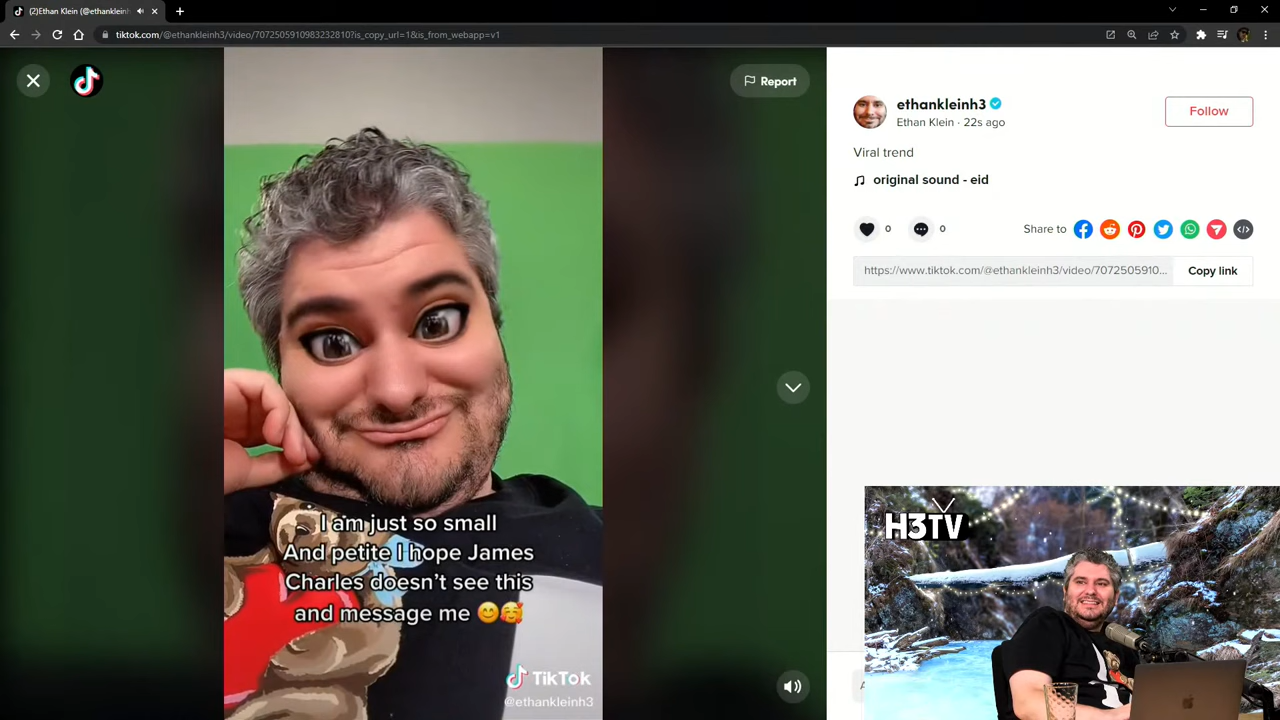 (2)Ethan Klein (@ethankleinh
tiktok.com/@ethankleinh3/video/7072505910983232810?is_copy_url=1&is_from_webapp=v1
Report
ethankleinh3
Ethan Klein · 22s ago
Follow
Viral trend
original sound - eid
0
0
Share to
https://www.tiktok.com/@ethankleinh3/video/7072505910...
Copy link
I am just so small
And petite I hope James
Charles doesn't see this
and message me 😊🥰
TikTok
@ethankleinh3
H3TV